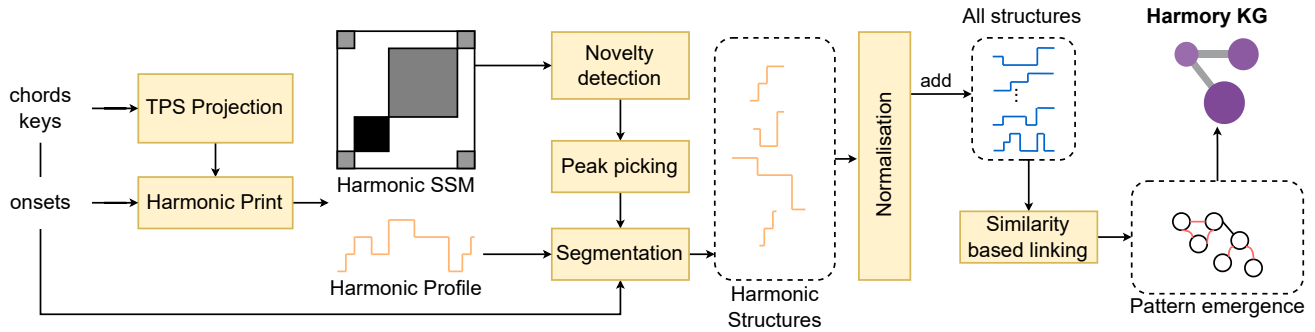 chords
keys
onsets
TPS Projection
Harmonic Print
Harmonic SSM
Harmonic Profile
Novelty
detection
Peak picking
Segmentation
Harmonic
Structures
Normalisation
add
All structures
Similarity
based linking
Harmory KG
Pattern emergence